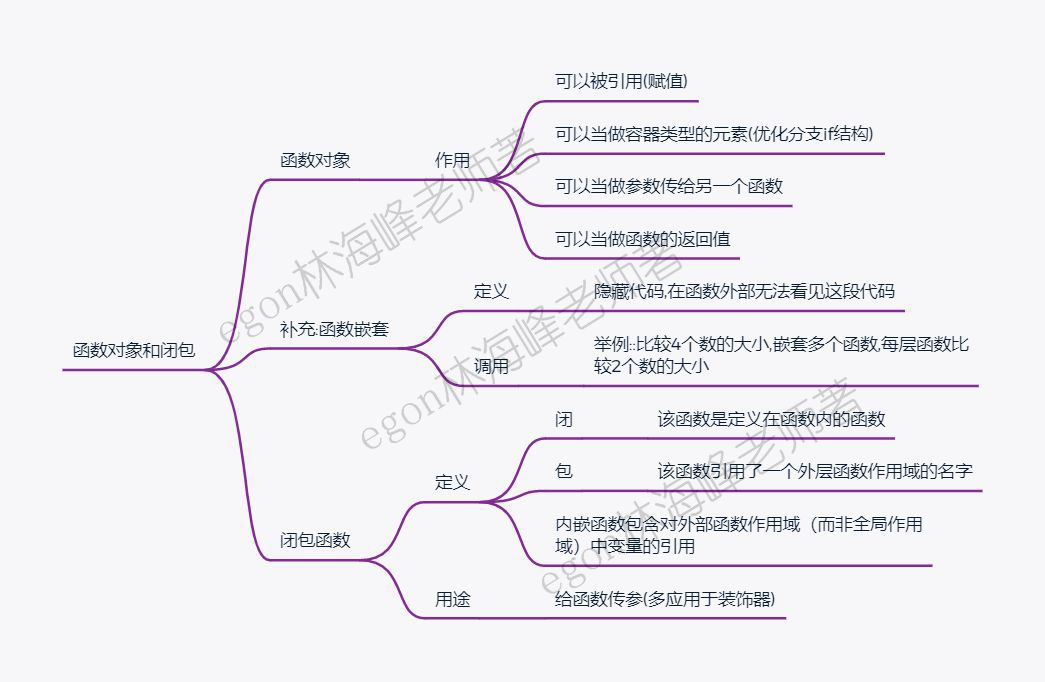 函数对象和闭包
函数对象
作用
可以被引用(赋值)
可以当做容器类型的元素(优化分支if结构)
可以当做参数传给另一个函数
可以当做函数的返回值
补充:函数嵌套
定义
隐藏代码,在函数外部无法看见这段代码
调用
举例::比较4个数的大小,嵌套多个函数,每层函数比
较2个数的大小
闭包函数
定义
闭
该函数是定义在函数内的函数
包
该函数引用了一个外层函数作用域的名字
内嵌函数包含对外部函数作用域（而非全局作用
域）中变量的引用
用途
给函数传参(多应用于装饰器)
egon林海峰老师著
egon林海峰老师著
egon林海峰老师著